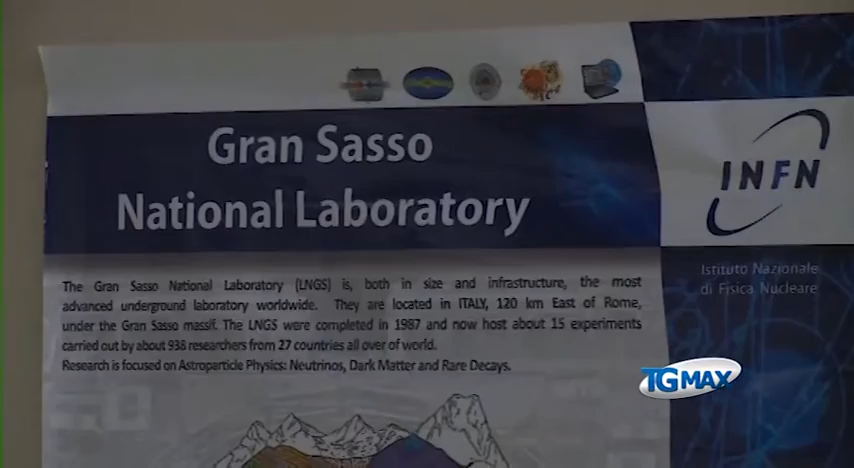 Gran Sasso
National Laboratory
INFN
Istituto Nazionale
di Fisica Nucleare
The Gran Sasso National Laboratory (LNGS) is, both in size and infrastructure, the most
advanced underground laboratory worldwide. They are located in ITALY, 120 km East of Rome,
under the Gran Sasso massif. The LNGS were completed in 1987 and now host about 15 experiments
carried out by about 938 researchers from 27 countries all over of world.
Research is focused on Astroparticle Physics: Neutrinos, Dark Matter and Rare Decays.
TGMAX